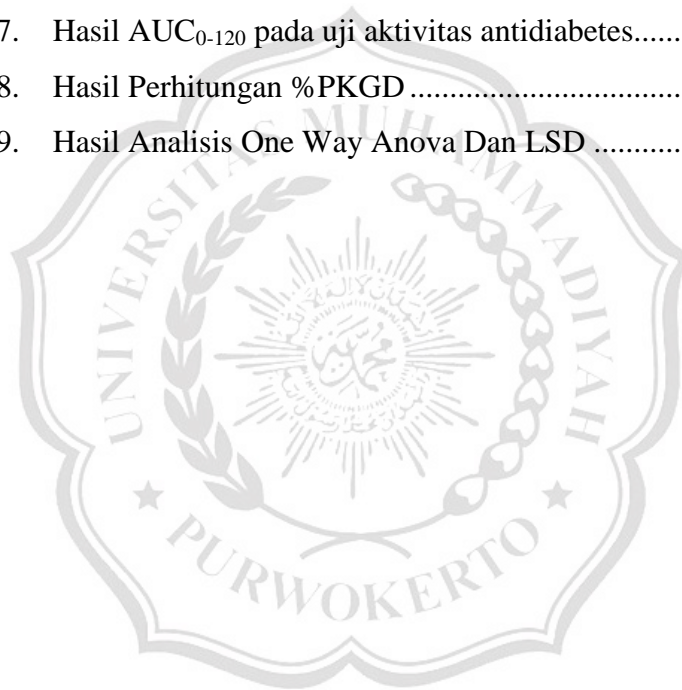 7. Hasil AUC0-120 pada uji aktivitas antidiabetes......
8. Hasil Perhitungan %PKGD..................................
9. Hasil Analisis One Way Anova Dan LSD...........
UNIVERSITAS MUHAMMADIYAH
محمد
PURWOKERTO